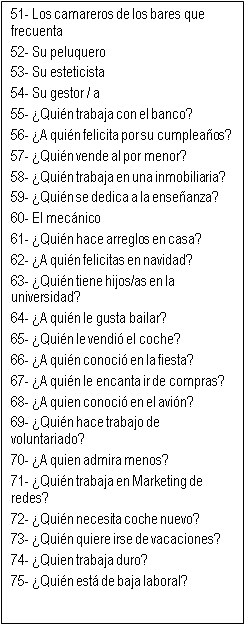 51- Los camareros de los bares que
frecuenta
52- Su peluquero
53- Su esteticista
54- Su gestor / a
55- ¿Quién trabaja con el banco?
56- ¿A quién felicita por su cumpleaños?
57- ¿Quién vende al por menor?
58- ¿Quién trabaja en una inmobiliaria?
59- ¿Quién se dedica a la enseñanza?
60- El mecánico
61- ¿Quién hace arreglos en casa?
62- ¿A quién felicitas en navidad?
63- ¿Quién tiene hijos/as en la
universidad?
64- ¿A quién le gusta bailar?
65- ¿Quién le vendió el coche?
66- ¿A quién conoció en la fiesta?
67- ¿A quién le encanta ir de compras?
68- ¿A quien conoció en el avión?
69- ¿Quién hace trabajo de
voluntariado?
70- ¿A quien admira menos?
71- ¿Quién trabaja en Marketing de
redes?
72- ¿Quién necesita coche nuevo?
73- ¿Quién quiere irse de vacaciones?
74- ¿Quien trabaja duro?
75- ¿Quién está de baja laboral?